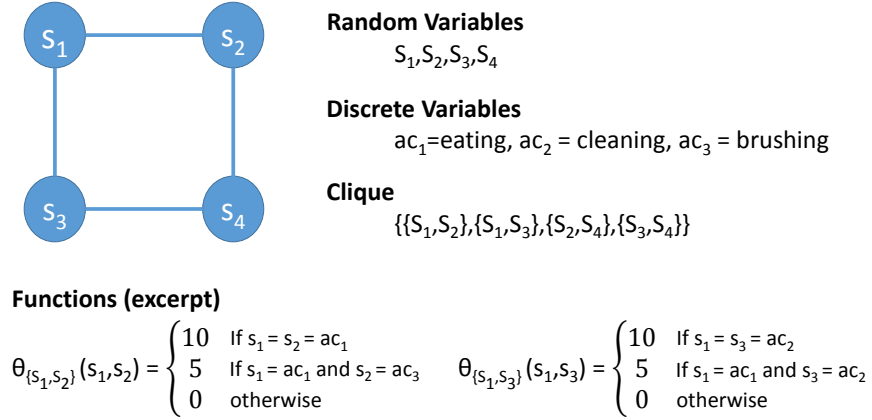 S₁ S₂
Random Variables
S₁,S₂,S₃,S₄
Discrete Variables
ac₁=eating, ac₂ = cleaning, ac₃ = brushing
S₃ S₄
Clique
{{S₁,S₂},{S₁,S₃},{S₂,S₄},{S₃,S₄}}
Functions (excerpt)
θ{S₁,S₂}(s₁,s₂) = {
10 If s₁ = s₂ = ac₁
5 If s₁ = ac₁ and s₂ = ac₃
0 otherwise
θ{S₁,S₃}(s₁,s₃) = {
10 If s₁ = s₃ = ac₂
5 If s₁ = ac₁ and s₃ = ac₂
0 otherwise